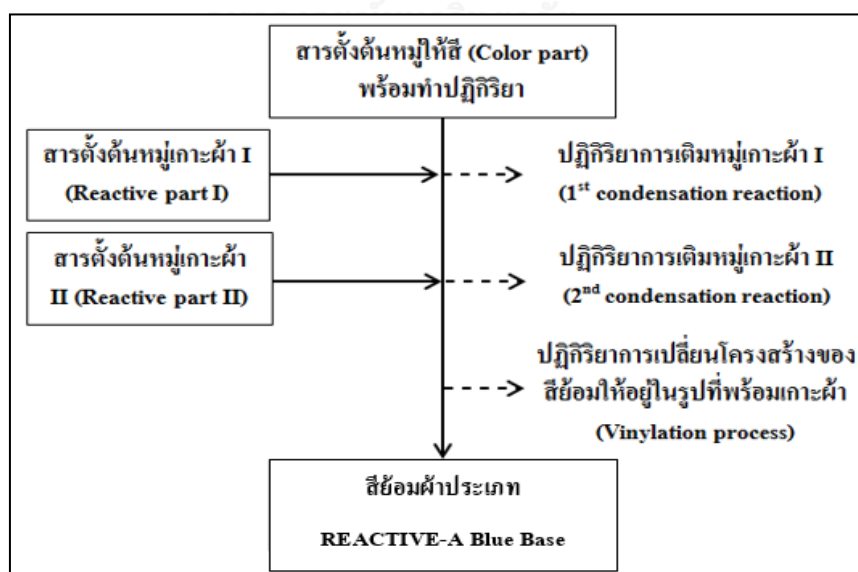 สารตั้งต้นหมู่ให้สี (Color part)
พร้อมทำปฏิกิริยา
สารตั้งต้นหมู่เกาะผ้า I
(Reactive part I)
ปฏิกิริยาการเติมหมู่เกาะผ้า I
(1st condensation reaction)
สารตั้งต้นหมู่เกาะผ้า
II (Reactive part II)
ปฏิกิริยาการเติมหมู่เกาะผ้า II
(2nd condensation reaction)
ปฏิกิริยาการเปลี่ยนโครงสร้างของ
สีย้อมให้อยู่ในรูปที่พร้อมเกาะผ้า
(Vinylation process)
สีย้อมผ้าประเภท
REACTIVE-A Blue Base